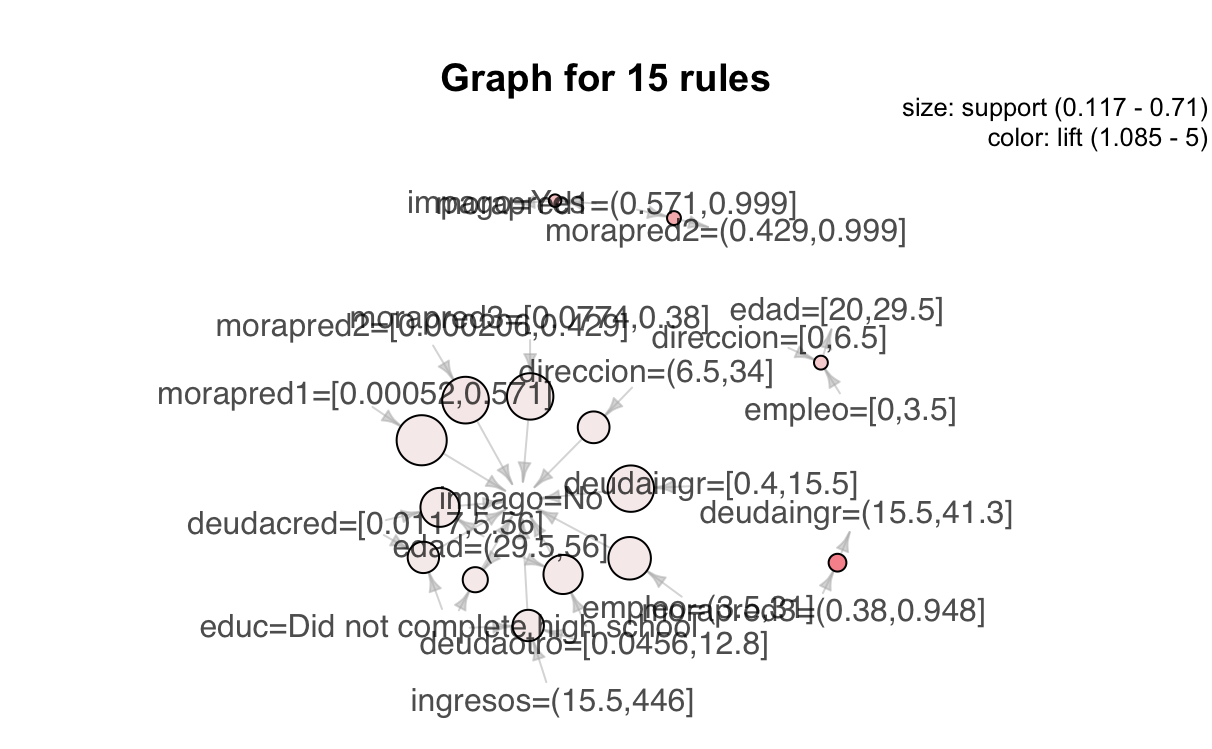 Graph for 15 rules
size: support (0.117 - 0.71)
color: lift (1.085 - 5)
impago=Yes
morapred1=(0.571,0.999]
morapred2=(0.429,0.999]
morapred3=[0.0774,0.38]
morapred2=[0.000206,0.429]
edad=[20,29.5]
direccion=[0,6.5]
direccion=(6.5,34]
morapred1=[0.00052,0.571]
empleo=[0,3.5]
deudaingr=[0.4,15.5]
impago=No
deudaingr=(15.5,41.3]
deudacred=[0.0117,5.56]
edad=(29.5,56]
empleo=(3.5,31]
morapred3=(0.38,0.948]
educ=Did not complete high school
deudaotro=[0.0456,12.8]
ingresos=(15.5,446]